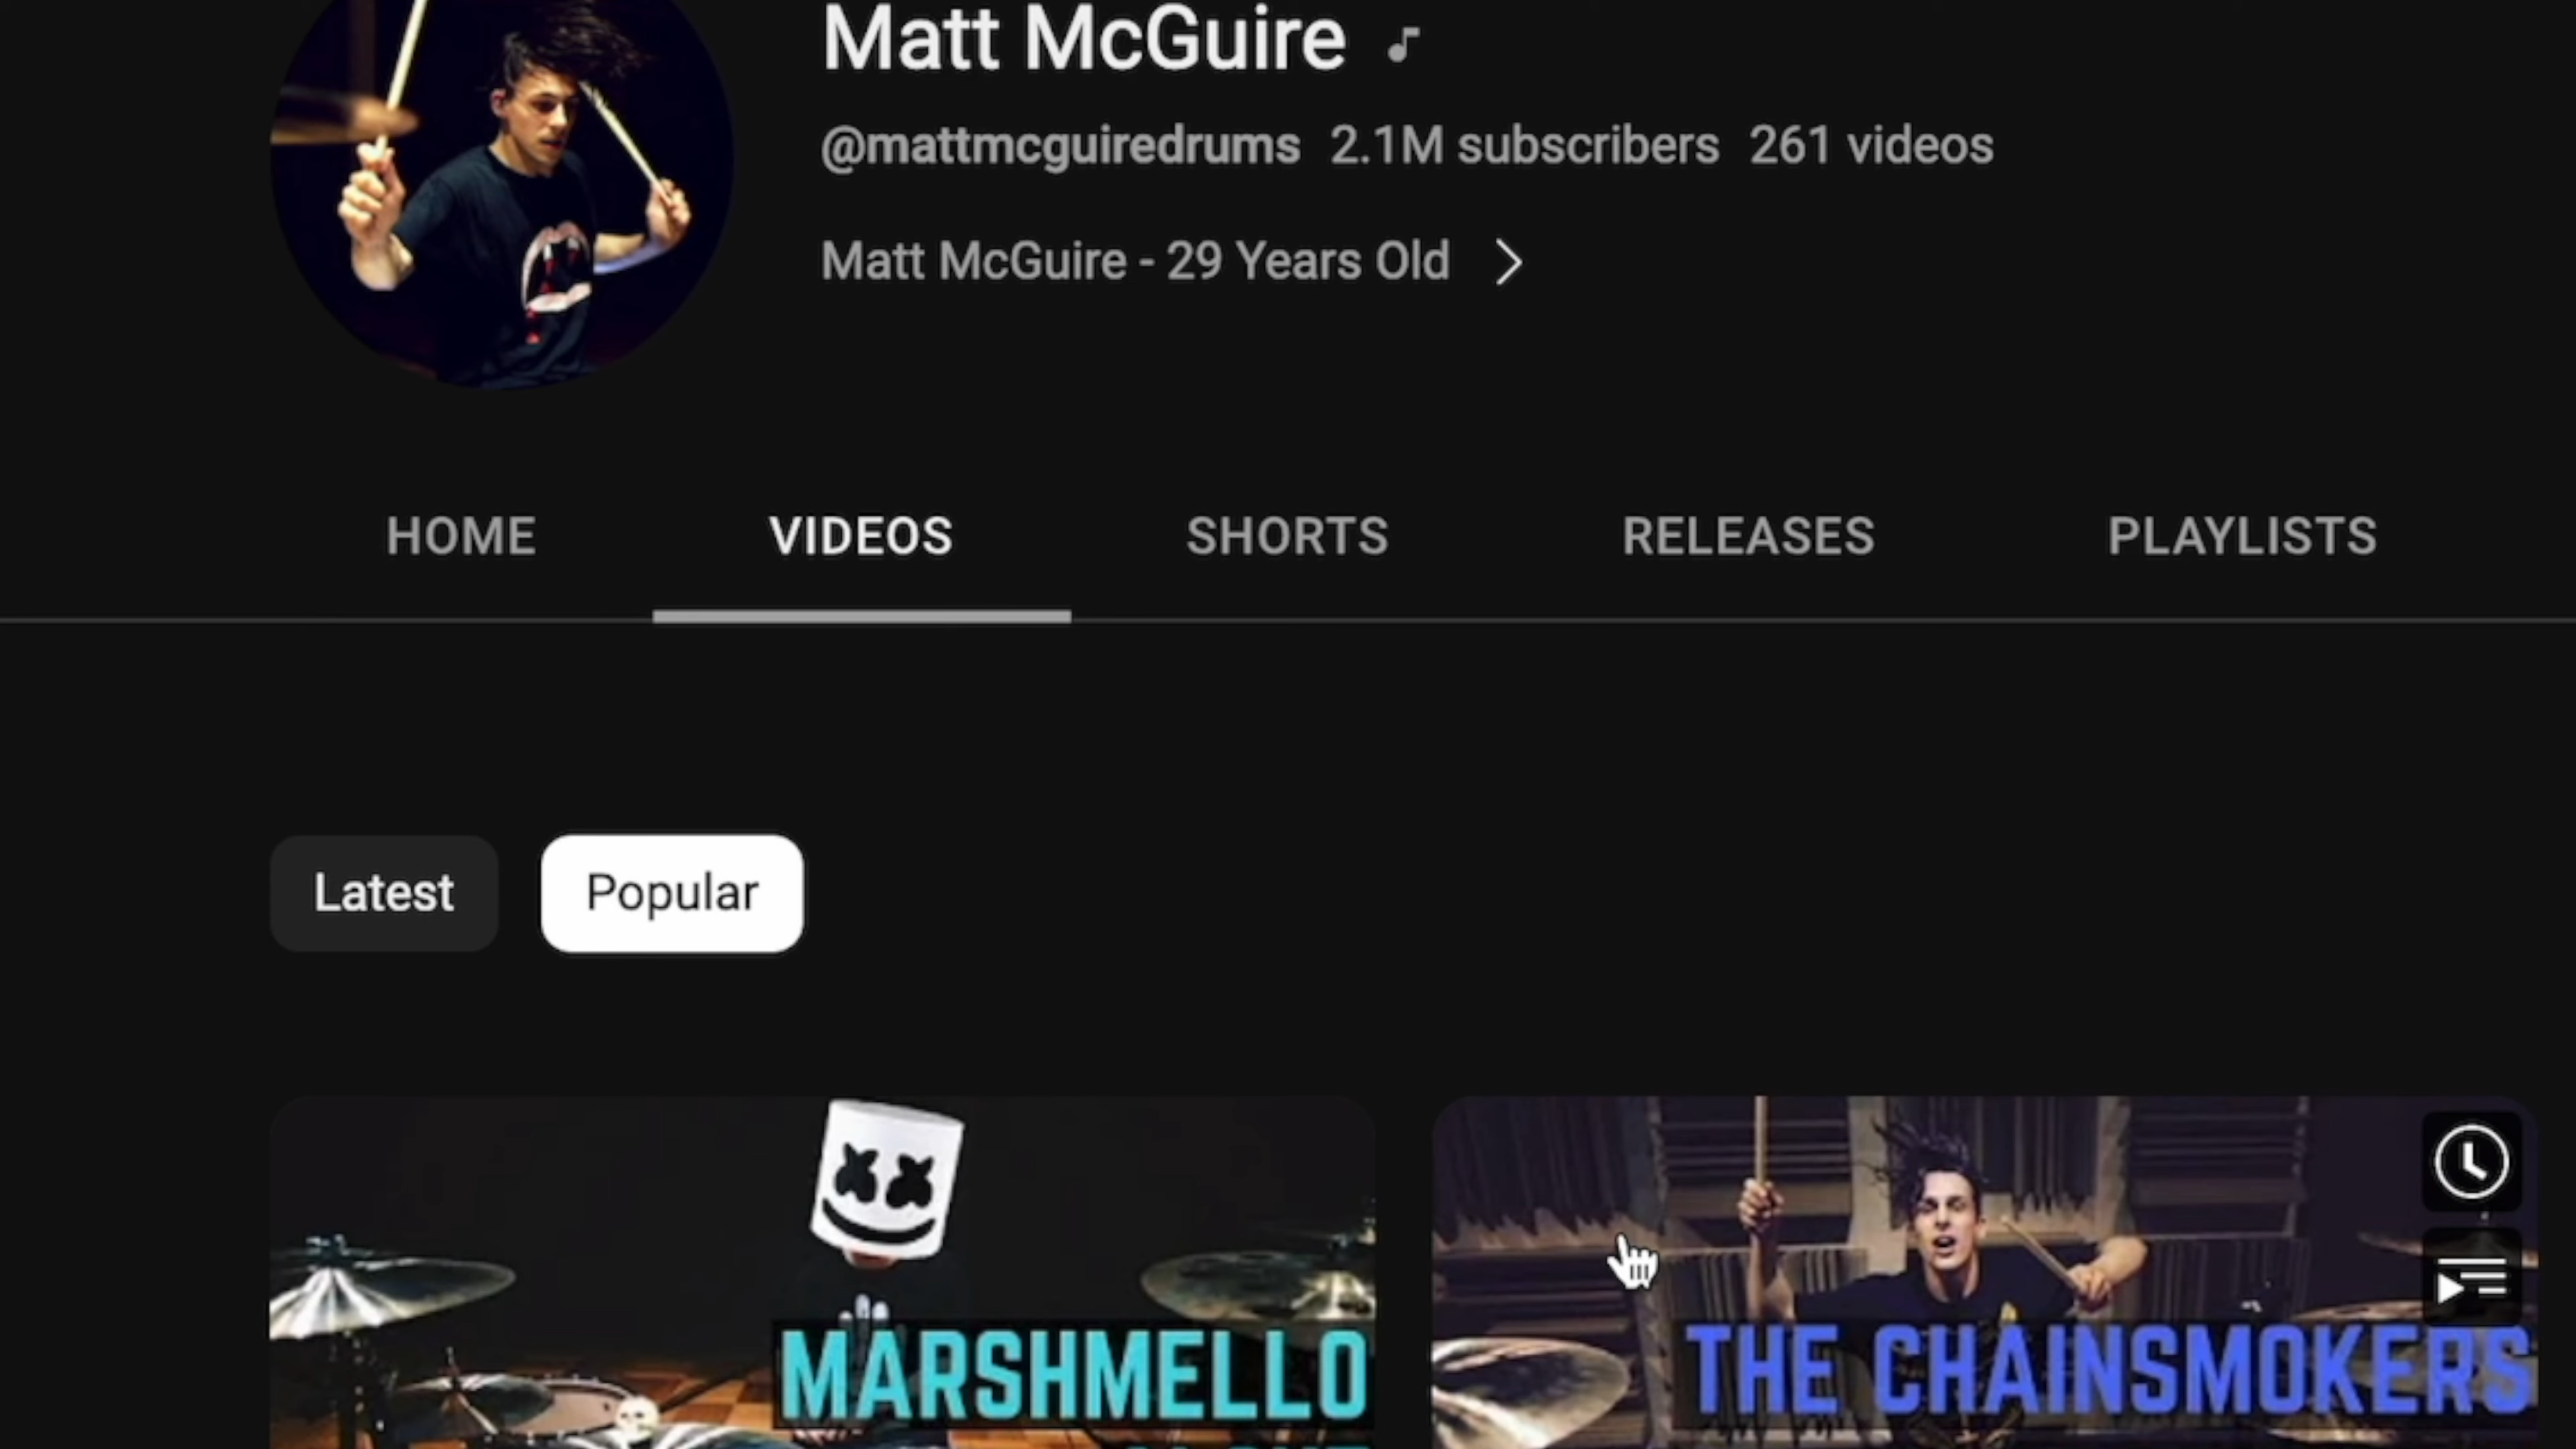 Matt McGuire
@mattmcguiredrums 2.1M subscribers 261 videos
Matt McGuire - 29 Years Old
HOME VIDEOS SHORTS RELEASES PLAYLISTS
Latest Popular
MARSHMELLO
THE CHAINSMOKERS